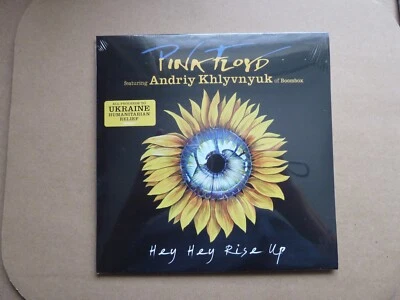 PINK FLOYD
featuring Andriy Khlyvnyuk of Boombox
ALL PROCEEDS TO
UKRAINE
HUMANITARIAN
RELIEF
Hey Hey Rise Up